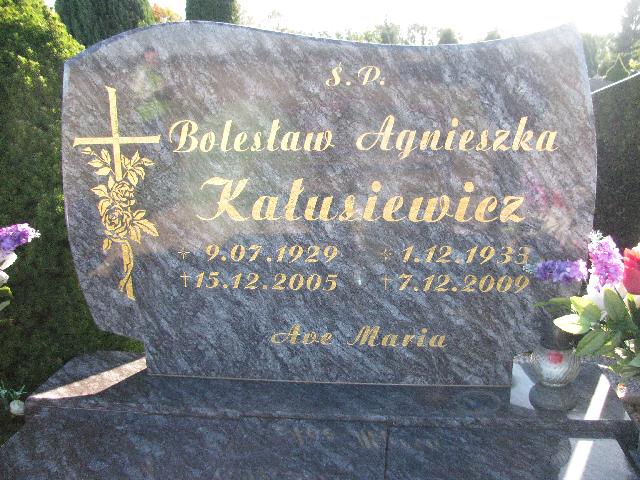 Ś.P.
Bolesław Agnieszka
Kałusiewicz
* 9.07.1929 * 1.12.1933
†15.12.2005 †7.12.2009
Ave Maria